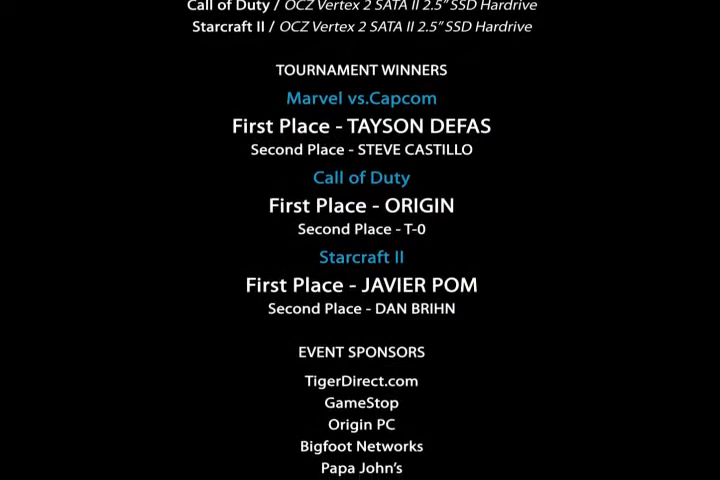 Call of Duty / OCZ Vertex 2 SATA II 2.5" SSD Hardrive
Starcraft II / OCZ Vertex 2 SATA II 2.5" SSD Hardrive
TOURNAMENT WINNERS
Marvel vs.Capcom
First Place - TAYSON DEFAS
Second Place - STEVE CASTILLO
Call of Duty
First Place - ORIGIN
Second Place - T-0
Starcraft II
First Place - JAVIER POM
Second Place - DAN BRIHN
EVENT SPONSORS
TigerDirect.com
GameStop
Origin PC
Bigfoot Networks
Papa John's